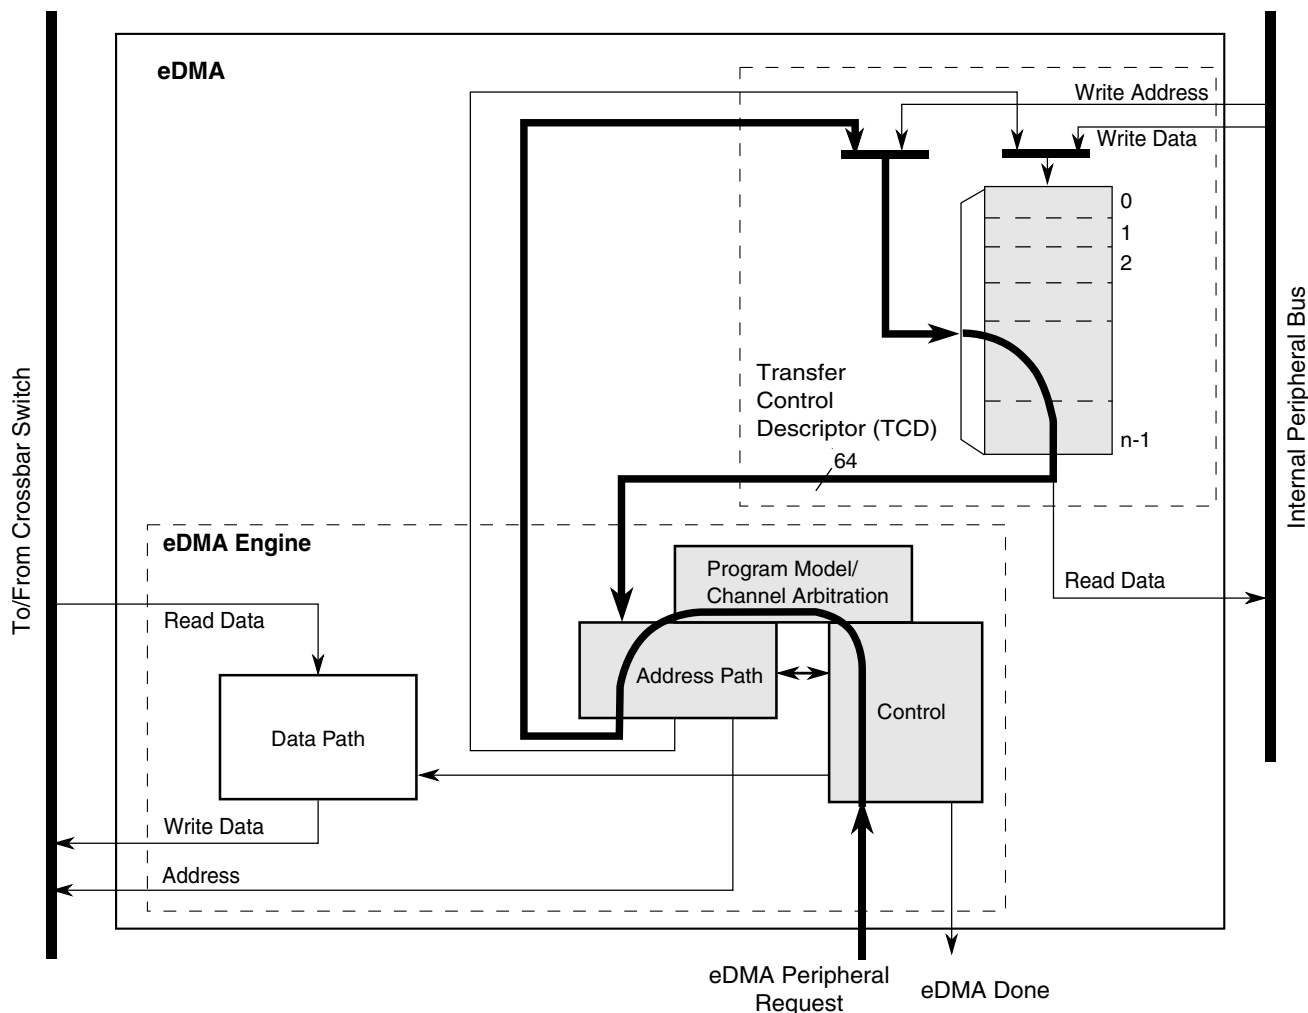 eDMA
Write Address
Write Data
0
1
2
n-1
Transfer
Control
Descriptor (TCD)
64
To/From Crossbar Switch
Internal Peripheral Bus
eDMA Engine
Program Model/
Channel Arbitration
Read Data
Read Data
Address Path
Control
Data Path
Write Data
Address
eDMA Peripheral
Request
eDMA Done